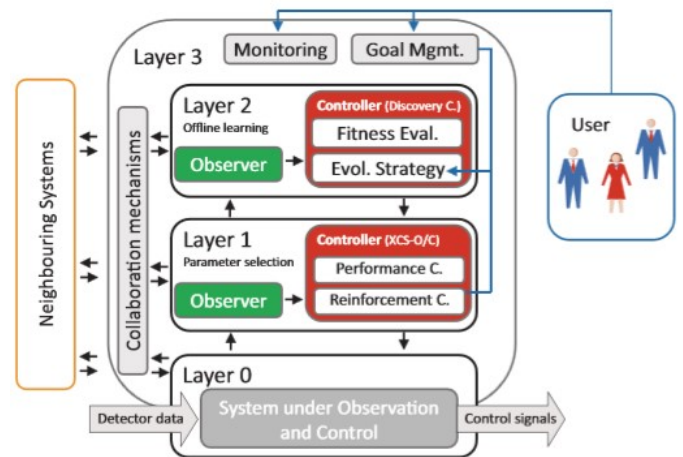 Layer 3
Monitoring
Goal Mgmt.
User
Neighbouring Systems
Collaboration mechanisms
Layer 2
Offline learning
Observer
Controller (Discovery C.)
Fitness Eval.
Evol. Strategy
Layer 1
Parameter selection
Observer
Controller (XCS-O/C)
Performance C.
Reinforcement C.
Layer 0
Detector data
System under Observation
and Control
Control signals